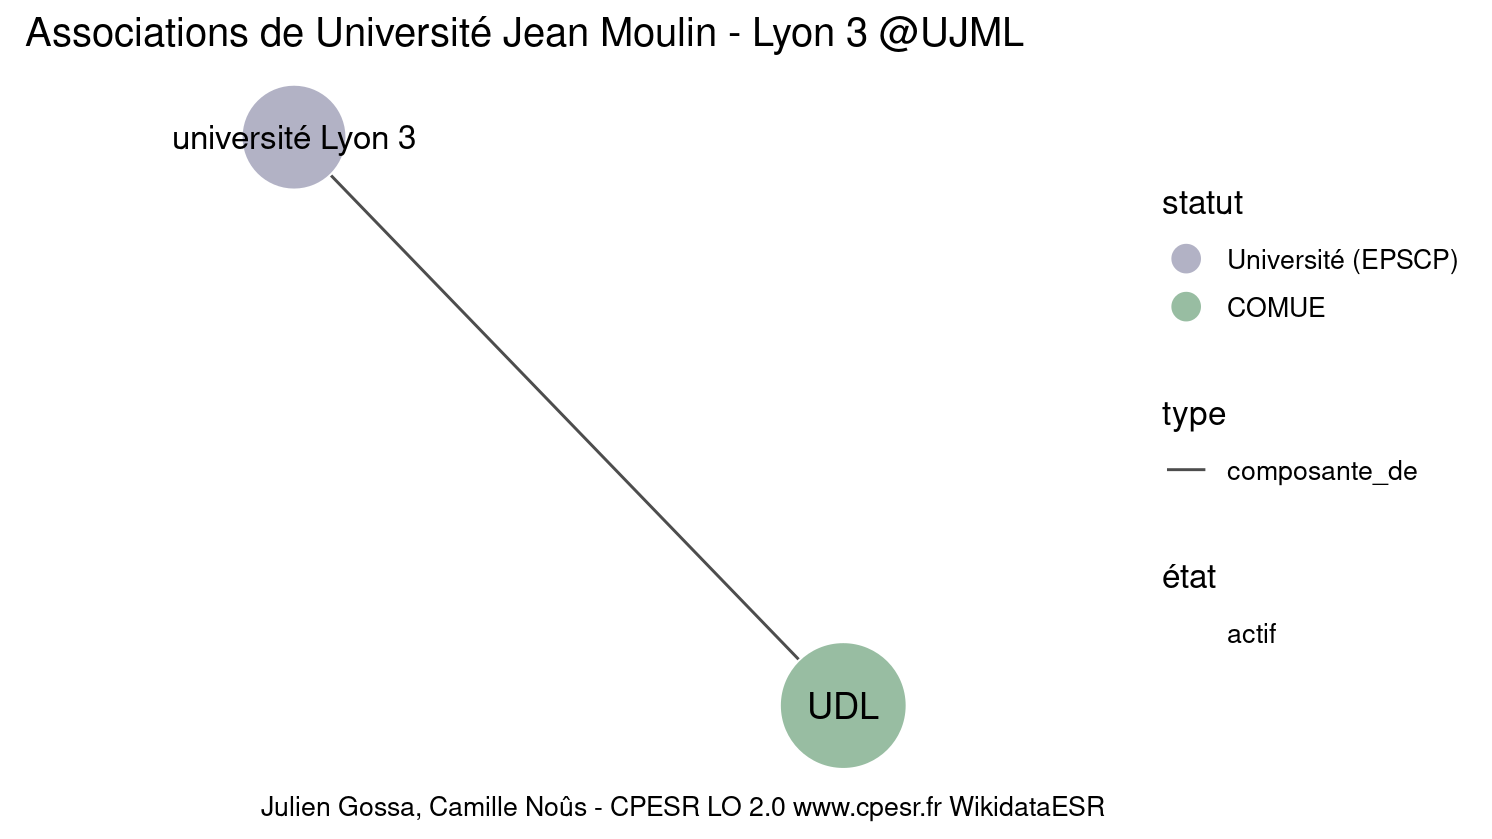 Associations de Université Jean Moulin - Lyon 3 @UJML
université Lyon 3
statut
Université (EPSCP)
COMUE
type
composante_de
état
actif
UDL
Julien Gossa, Camille Noûs - CPESR LO 2.0 www.cpesr.fr WikidataESR